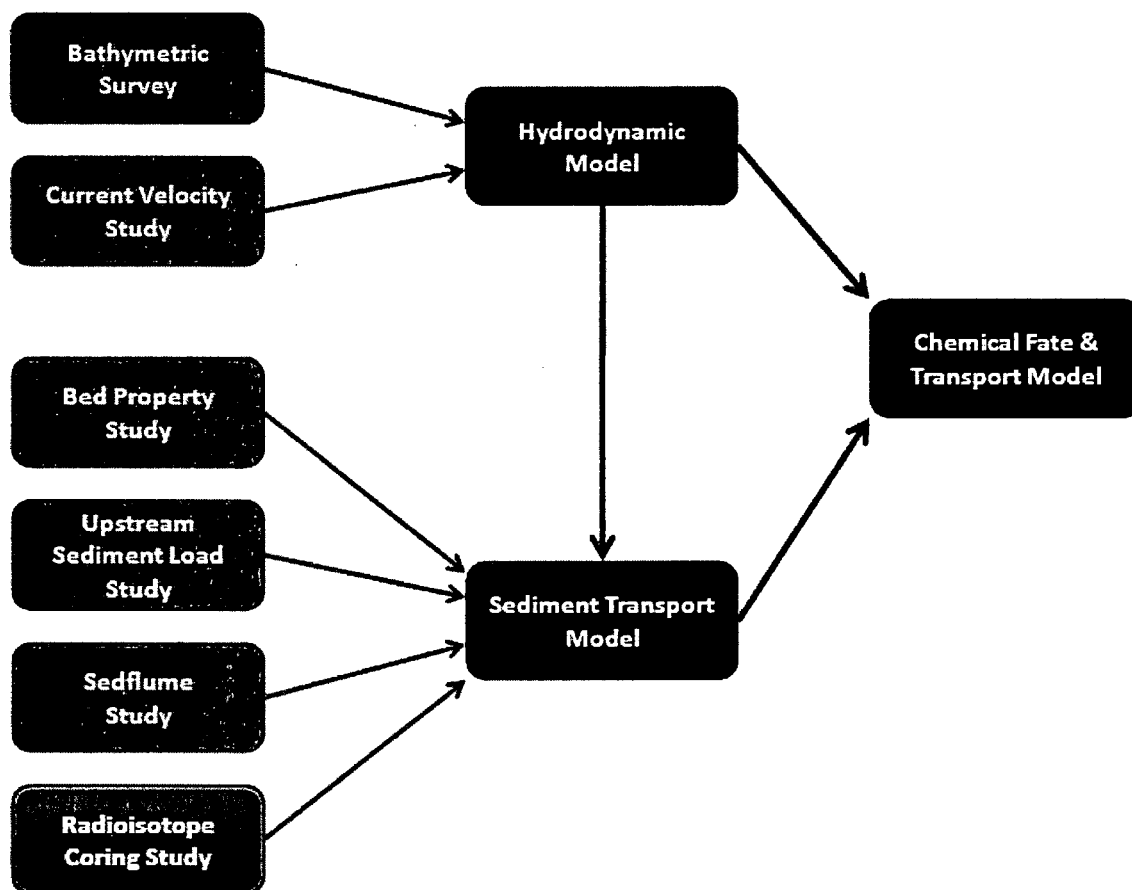 Bathymetric
Survey
Current Velocity
Study
Hydrodynamic
Model
Chemical Fate &
Transport Model
Bed Property
Study
Upstream
Sediment Load
Study
Sedflume
Study
Radioisotope
Coring Study
Sediment Transport
Model